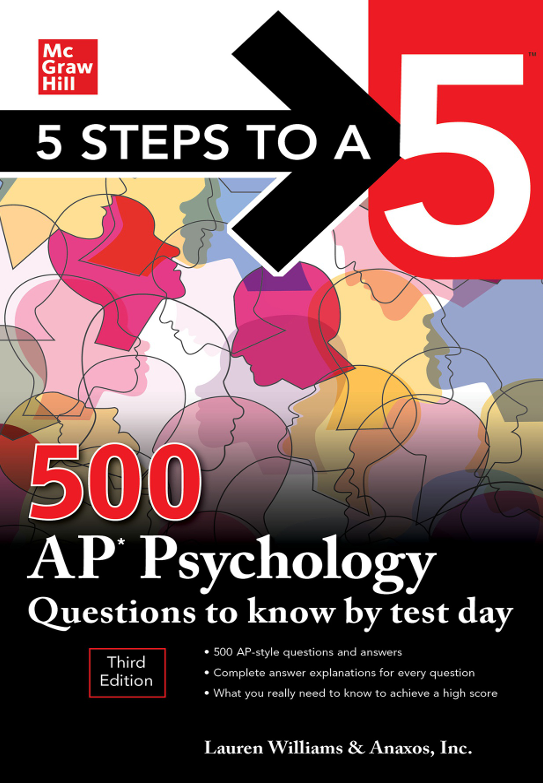 Mc
Graw
Hill
5 STEPS TO A
5™
500
AP* Psychology
Questions to know by test day
Third
Edition
• 500 AP-style questions and answers
• Complete answer explanations for every question
• What you really need to know to achieve a high score
Lauren Williams & Anaxos, Inc.